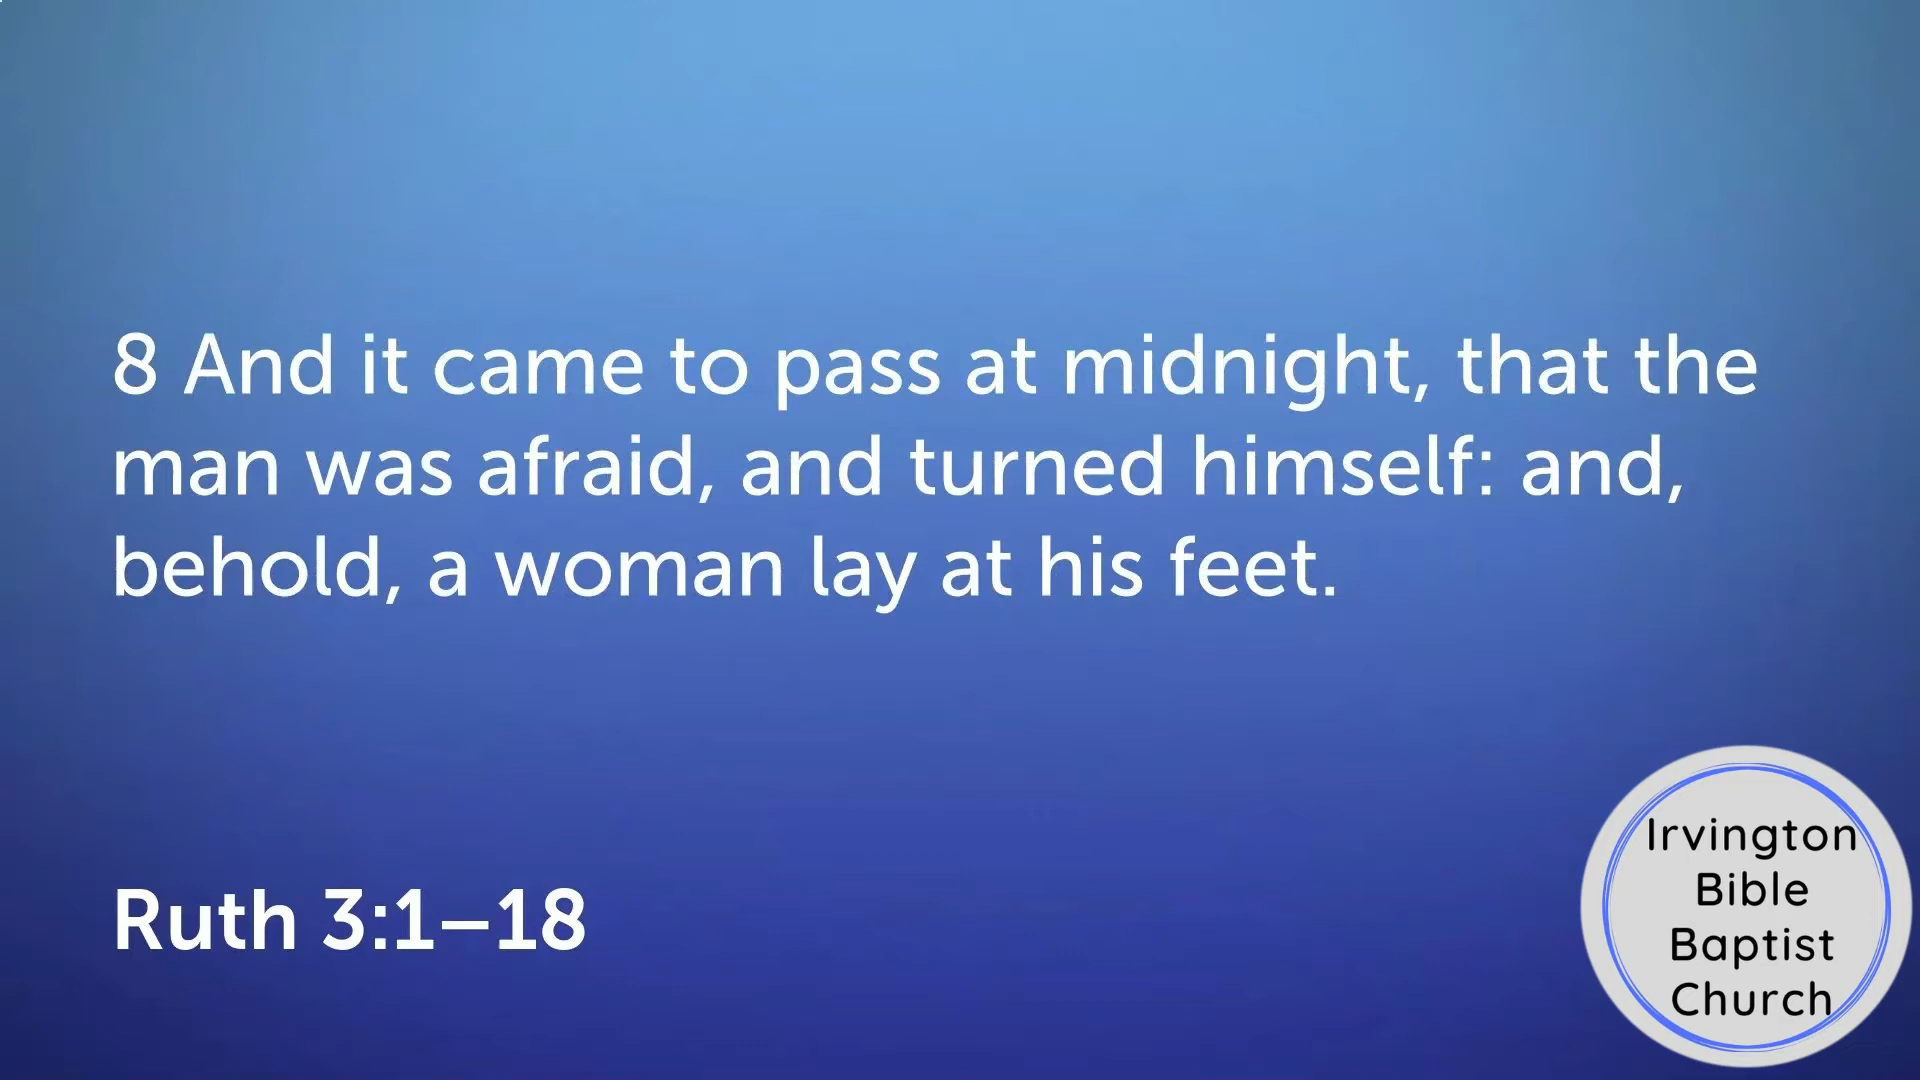 8 And it came to pass at midnight, that the
man was afraid, and turned himself: and,
behold, a woman lay at his feet.
Ruth 3:1–18
Irvington
Bible
Baptist
Church